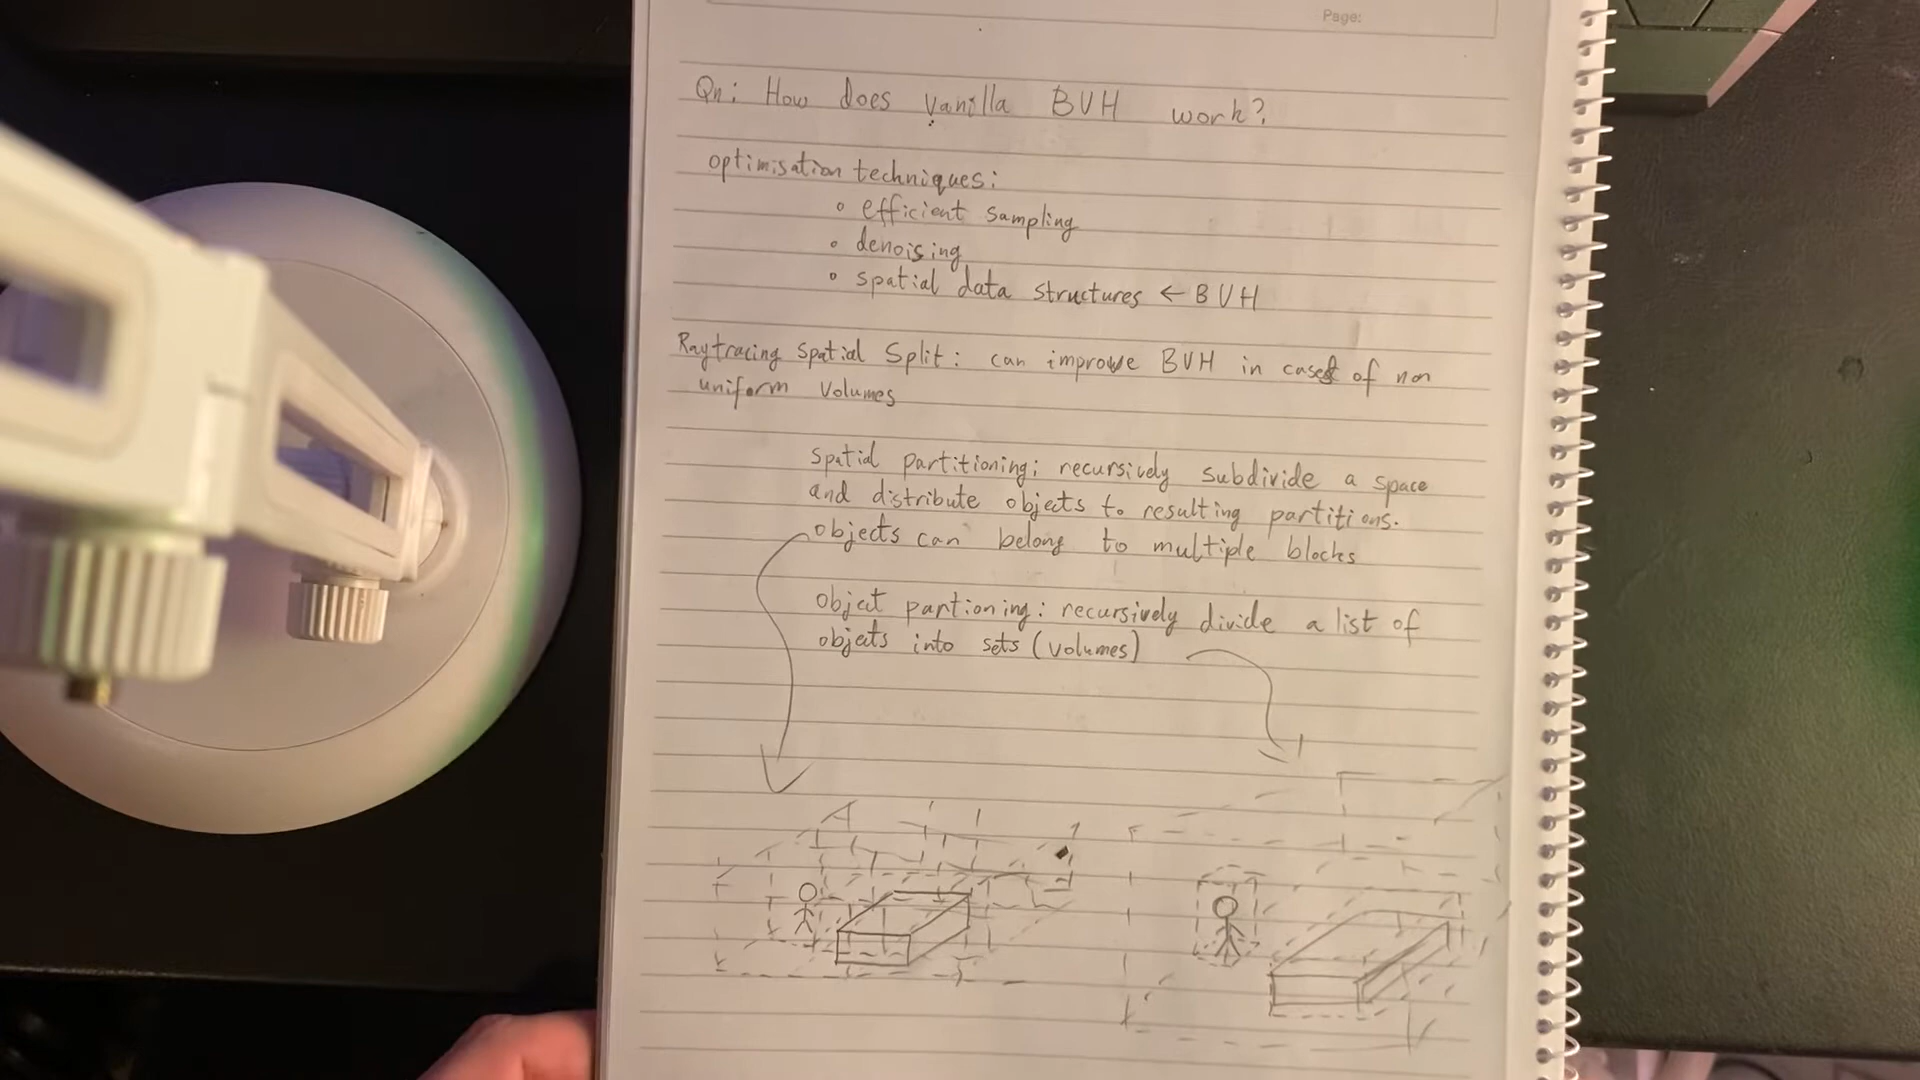 Page:
Qn: How does vanilla BVH work?
optimisation techniques:
◦ efficient sampling
◦ denoising
◦ spatial data structures ← BVH
Raytracing Spatial Split: can improve BVH in cases of non
uniform volumes
spatial partitioning: recursively subdivide a space
and distribute objects to resulting partitions.
objects can belong to multiple blocks
object partioning: recursively divide a list of
objects into sets (volumes)